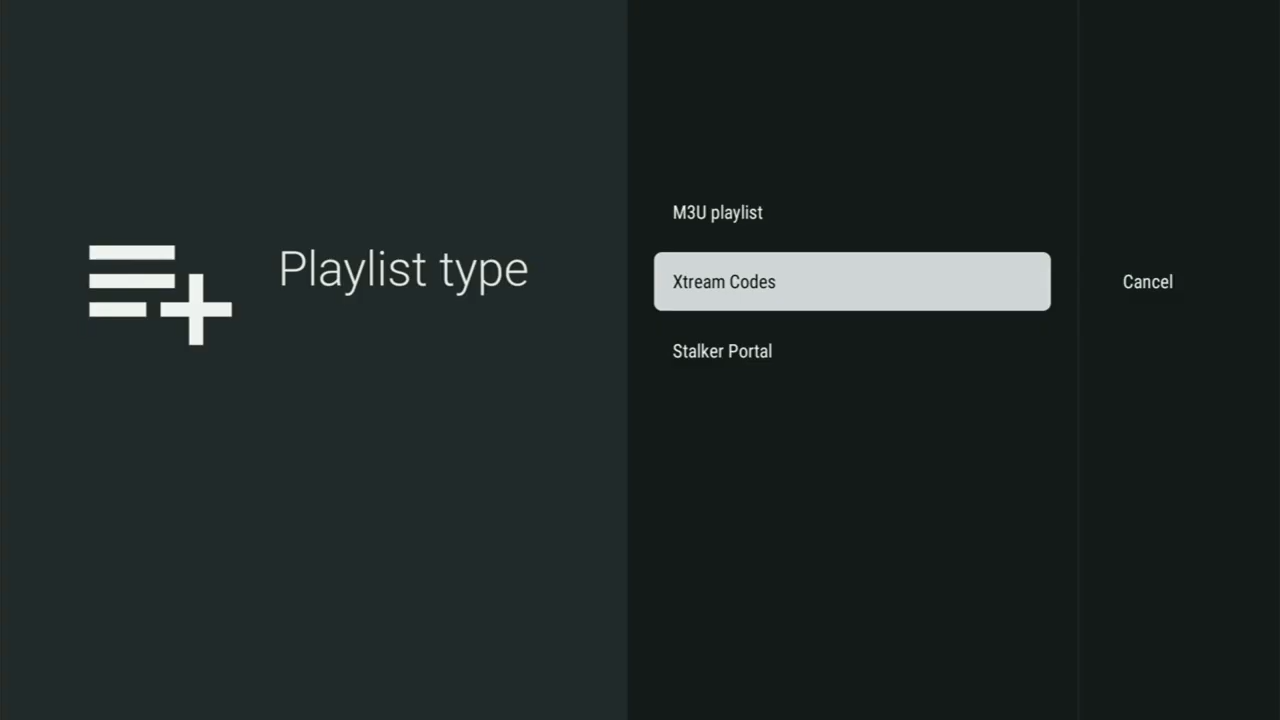 Playlist type
M3U playlist
Xtream Codes
Stalker Portal
Cancel